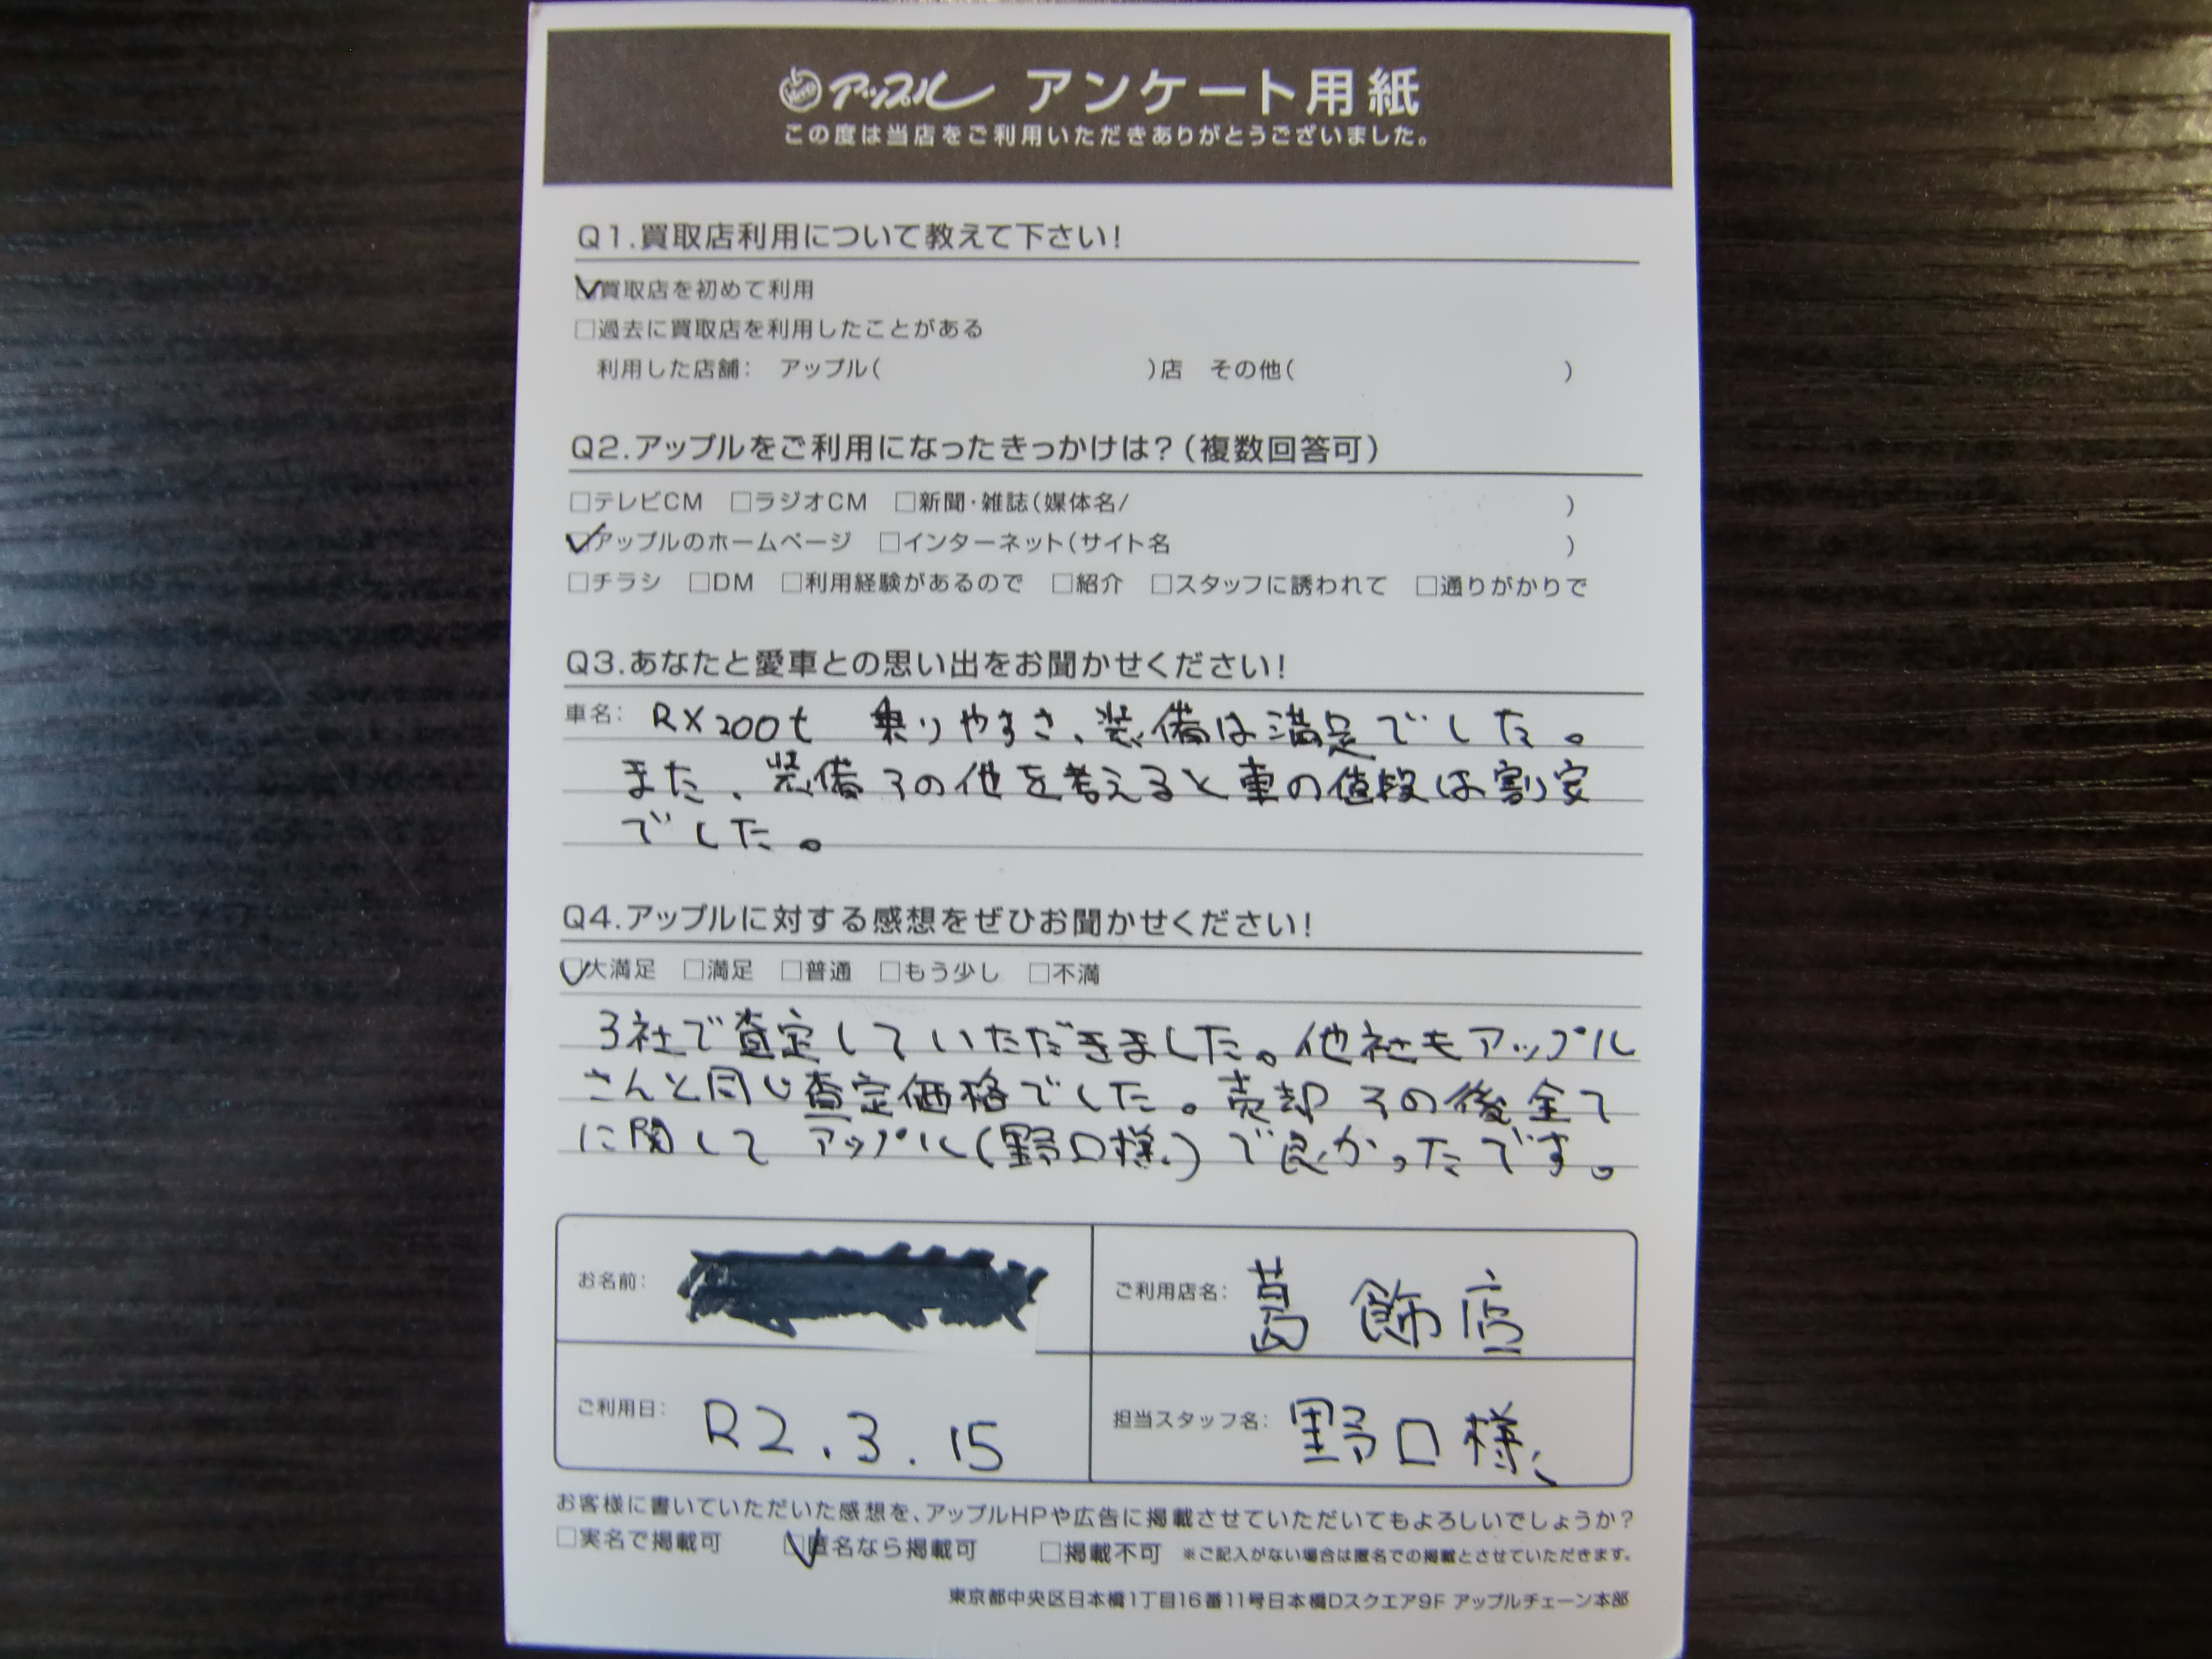 アップル アンケート用紙
この度は当店をご利用いただきありがとうございました。
Q1.買取店利用について教えて下さい!
☑買取店を初めて利用
□過去に買取店を利用したことがある
利用した店舗: アップル( )店 その他( )
Q2.アップルをご利用になったきっかけは?(複数回答可)
□テレビCM □ラジオCM □新聞・雑誌(媒体名/ )
☑アップルのホームページ □インターネット(サイト名 )
□チラシ □DM □利用経験があるので □紹介 □スタッフに誘われて □通りがかりで
Q3.あなたと愛車との思い出をお聞かせください!
車名: RX200t 乗りやすさ、装備は満足でした。
また、装備その他を考えると車の値段は割安
でした。
Q4.アップルに対する感想をぜひお聞かせください!
☑大満足 □満足 □普通 □もう少し □不満
3社で査定していただきました。他社もアップル
さんと同じ査定価格でした。売却その後全て
に関して アップル(野口様)で良かったです。
お名前:
ご利用店名: 葛飾店
ご利用日: R2.3.15
担当スタッフ名: 野口様
お客様に書いていただいた感想を、アップルHPや広告に掲載させていただいてもよろしいでしょうか?
□実名で掲載可 ☑匿名なら掲載可 □掲載不可 ※ご記入がない場合は匿名での掲載とさせていただきます。
東京都中央区日本橋1丁目16番11号日本橋Dスクエア9F アップルチェーン本部